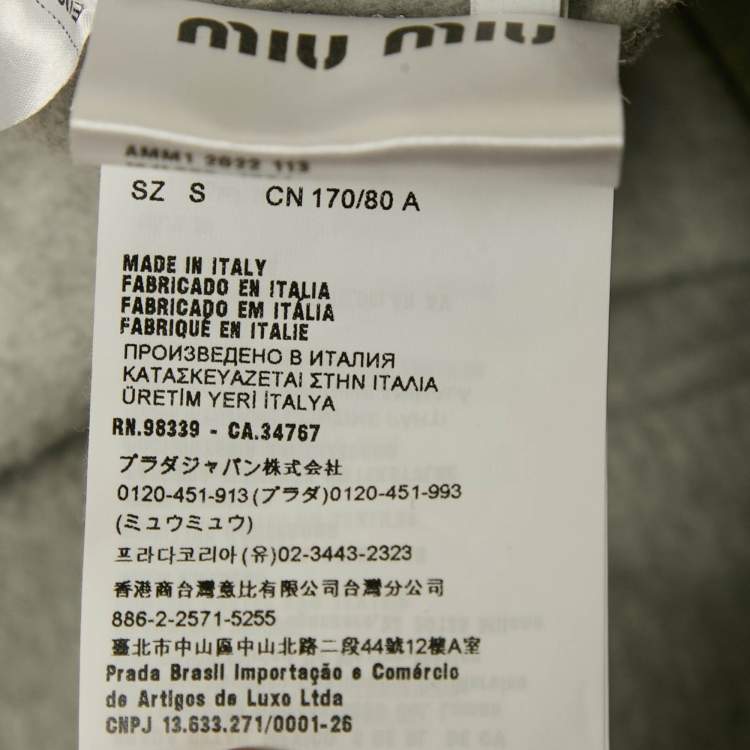 miu miu
AMM1 2022 113
SZ S CN 170/80 A
MADE IN ITALY
FABRICADO EN ITALIA
FABRICADO EM ITÁLIA
FABRIQUÉ EN ITALIE
ПРОИЗВЕДЕНО В ИТАЛИЯ
ΚΑΤΑΣΚΕΥΑΖΕΤΑΙ ΣΤΗΝ ΙΤΑΛΙΑ
ÜRETİM YERİ İTALYA
RN.98339 - CA.34767
プラダジャパン株式会社
0120-451-913(プラダ)0120-451-993
(ミュウミュウ)
프라다코리아(유)02-3443-2323
香港商台灣意比有限公司台灣分公司
886-2-2571-5255
臺北市中山區中山北路二段44號12樓A室
Prada Brasil Importação e Comércio
de Artigos de Luxo Ltda
CNPJ 13.633.271/0001-26